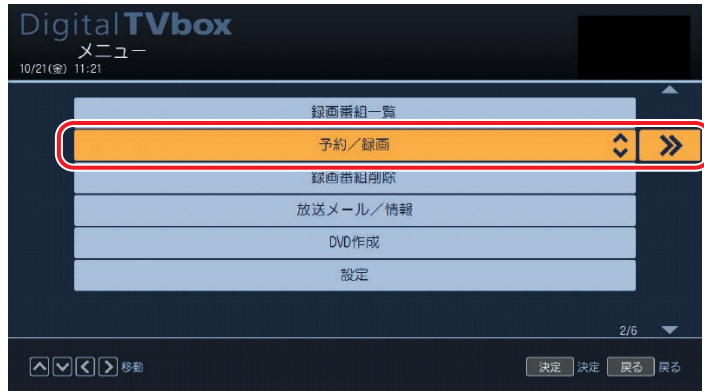 DigitalTVbox
メニュー
10/21(金) 11:21
録画番組一覧
予約／録画
録画番組削除
放送メール／情報
DVD作成
設定
2/6
移動 決定 決定 戻る 戻る